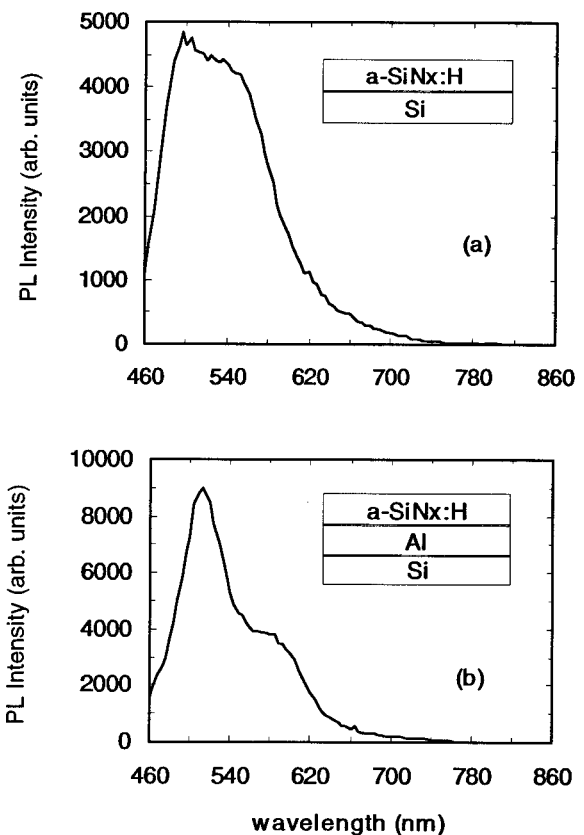 5000
4000
3000
2000
1000
0
PL Intensity (arb. units)
a-SiNx:H
Si
(a)
460 540 620 700 780 860
10000
8000
6000
4000
2000
0
PL Intensity (arb. units)
a-SiNx:H
Al
Si
(b)
460 540 620 700 780 860
wavelength (nm)